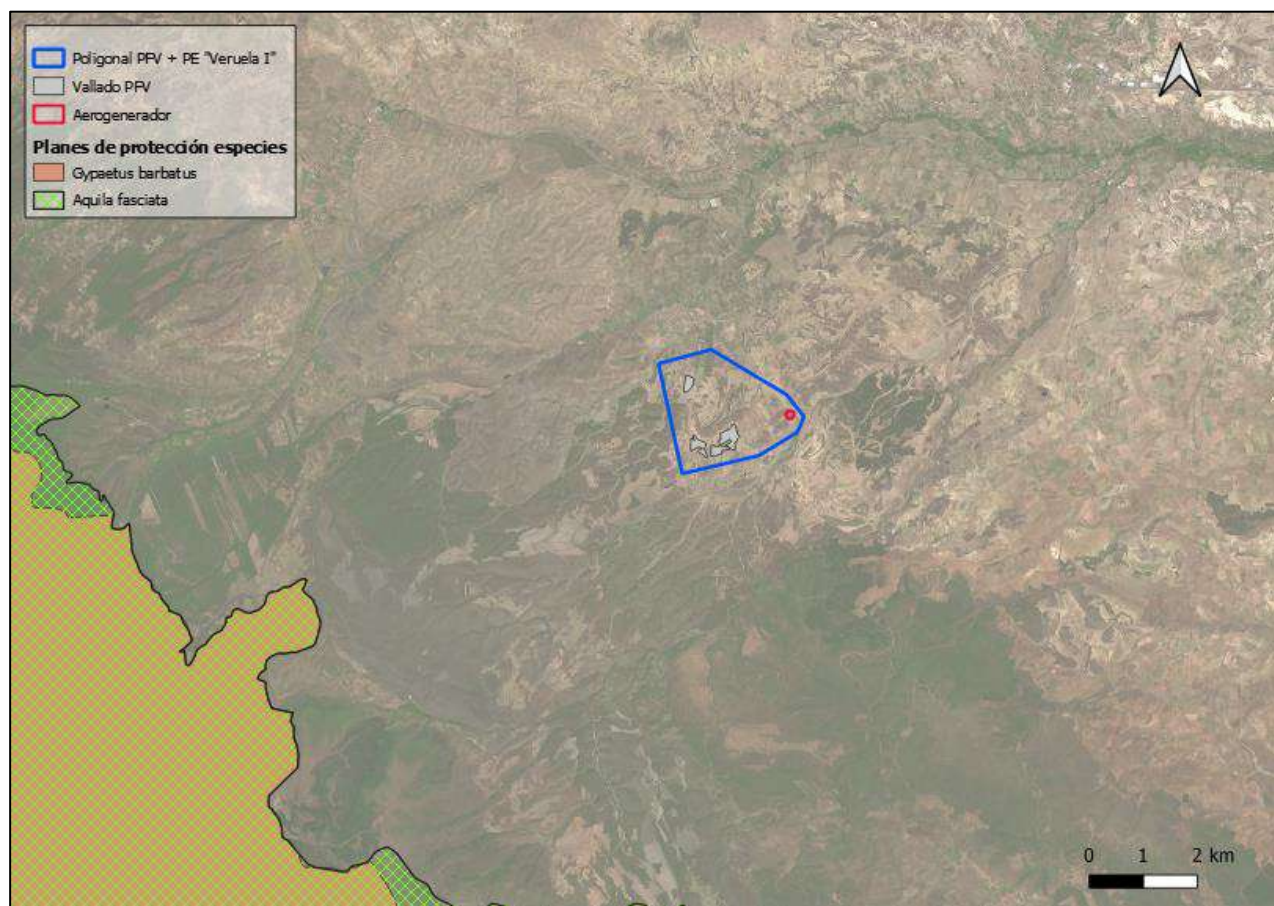 Poligonal PFV + PE "Veruela I"
Vallado PFV
Aerogenerador
Planes de protección especies
Gypaetus barbatus
Aquila fasciata
0 1 2 km